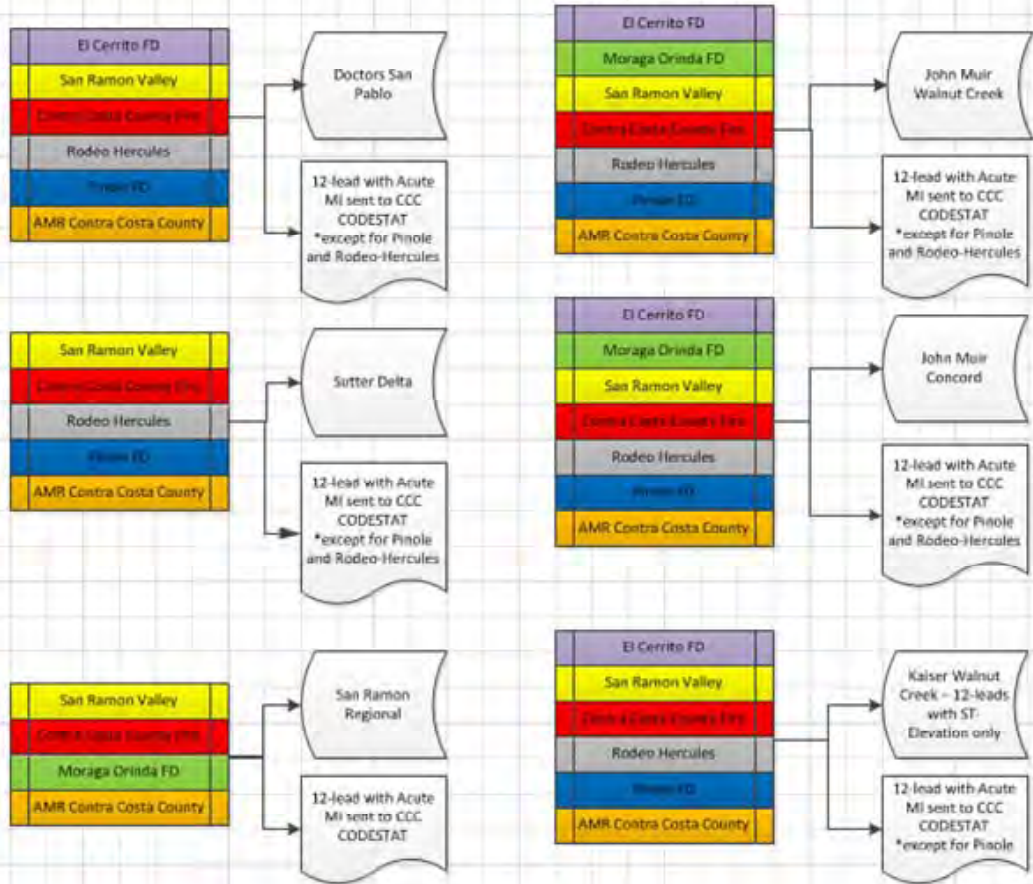 El Cerrito FD
San Ramon Valley
Contra Costa County Fire
Rodeo Hercules
Pinole FD
AMR Contra Costa County
Doctors San
Pablo
12-lead with Acute
MI sent to CCC
CODESTAT
*except for Pinole
and Rodeo-Hercules
El Cerrito FD
Moraga Orinda FD
San Ramon Valley
Contra Costa County Fire
Rodeo Hercules
Pinole FD
AMR Contra Costa County
John Muir
Walnut Creek
12-lead with Acute
MI sent to CCC
CODESTAT
*except for Pinole
and Rodeo-Hercules
San Ramon Valley
Contra Costa County Fire
Rodeo Hercules
Pinole FD
AMR Contra Costa County
Sutter Delta
12-lead with Acute
MI sent to CCC
CODESTAT
*except for Pinole
and Rodeo-Hercules
El Cerrito FD
Moraga Orinda FD
San Ramon Valley
Contra Costa County Fire
Rodeo Hercules
Pinole FD
AMR Contra Costa County
John Muir
Concord
12-lead with Acute
MI sent to CCC
CODESTAT
*except for Pinole
and Rodeo-Hercules
San Ramon Valley
Contra Costa County Fire
Moraga Orinda FD
AMR Contra Costa County
San Ramon
Regional
12-lead with Acute
MI sent to CCC
CODESTAT
El Cerrito FD
San Ramon Valley
Contra Costa County Fire
Rodeo Hercules
Pinole FD
AMR Contra Costa County
Kaiser Walnut
Creek – 12-leads
with ST-
Elevation only
12-lead with Acute
MI sent to CCC
CODESTAT
*except for Pinole